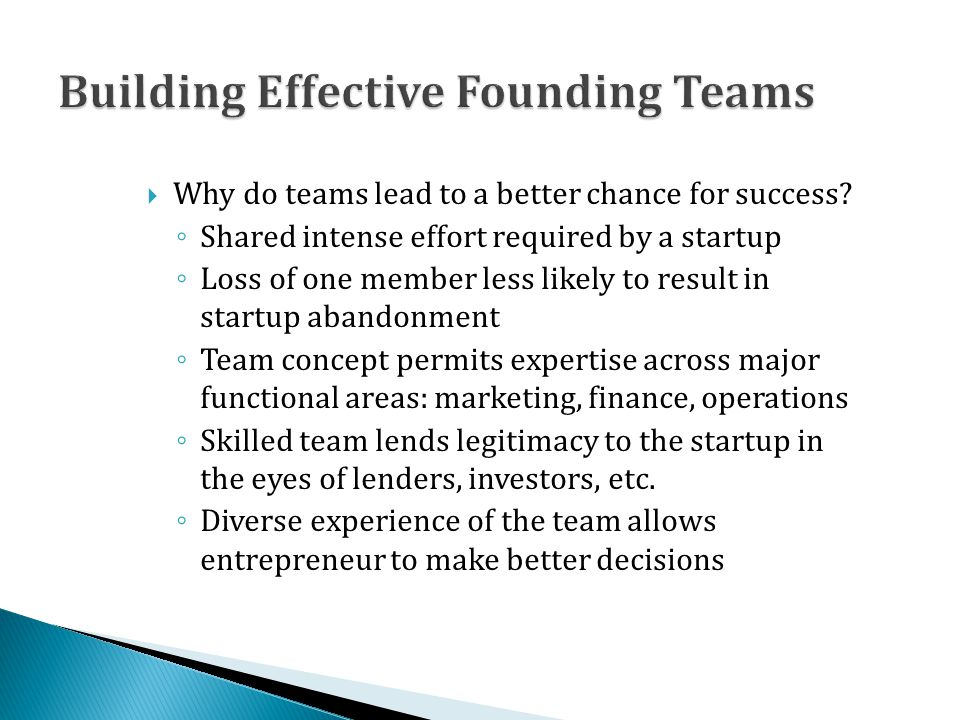 Building Effective Founding Teams
Why do teams lead to a better chance for success?
Shared intense effort required by a startup
Loss of one member less likely to result in
startup abandonment
Team concept permits expertise across major
functional areas: marketing, finance, operations
Skilled team lends legitimacy to the startup in
the eyes of lenders, investors, etc.
Diverse experience of the team allows
entrepreneur to make better decisions